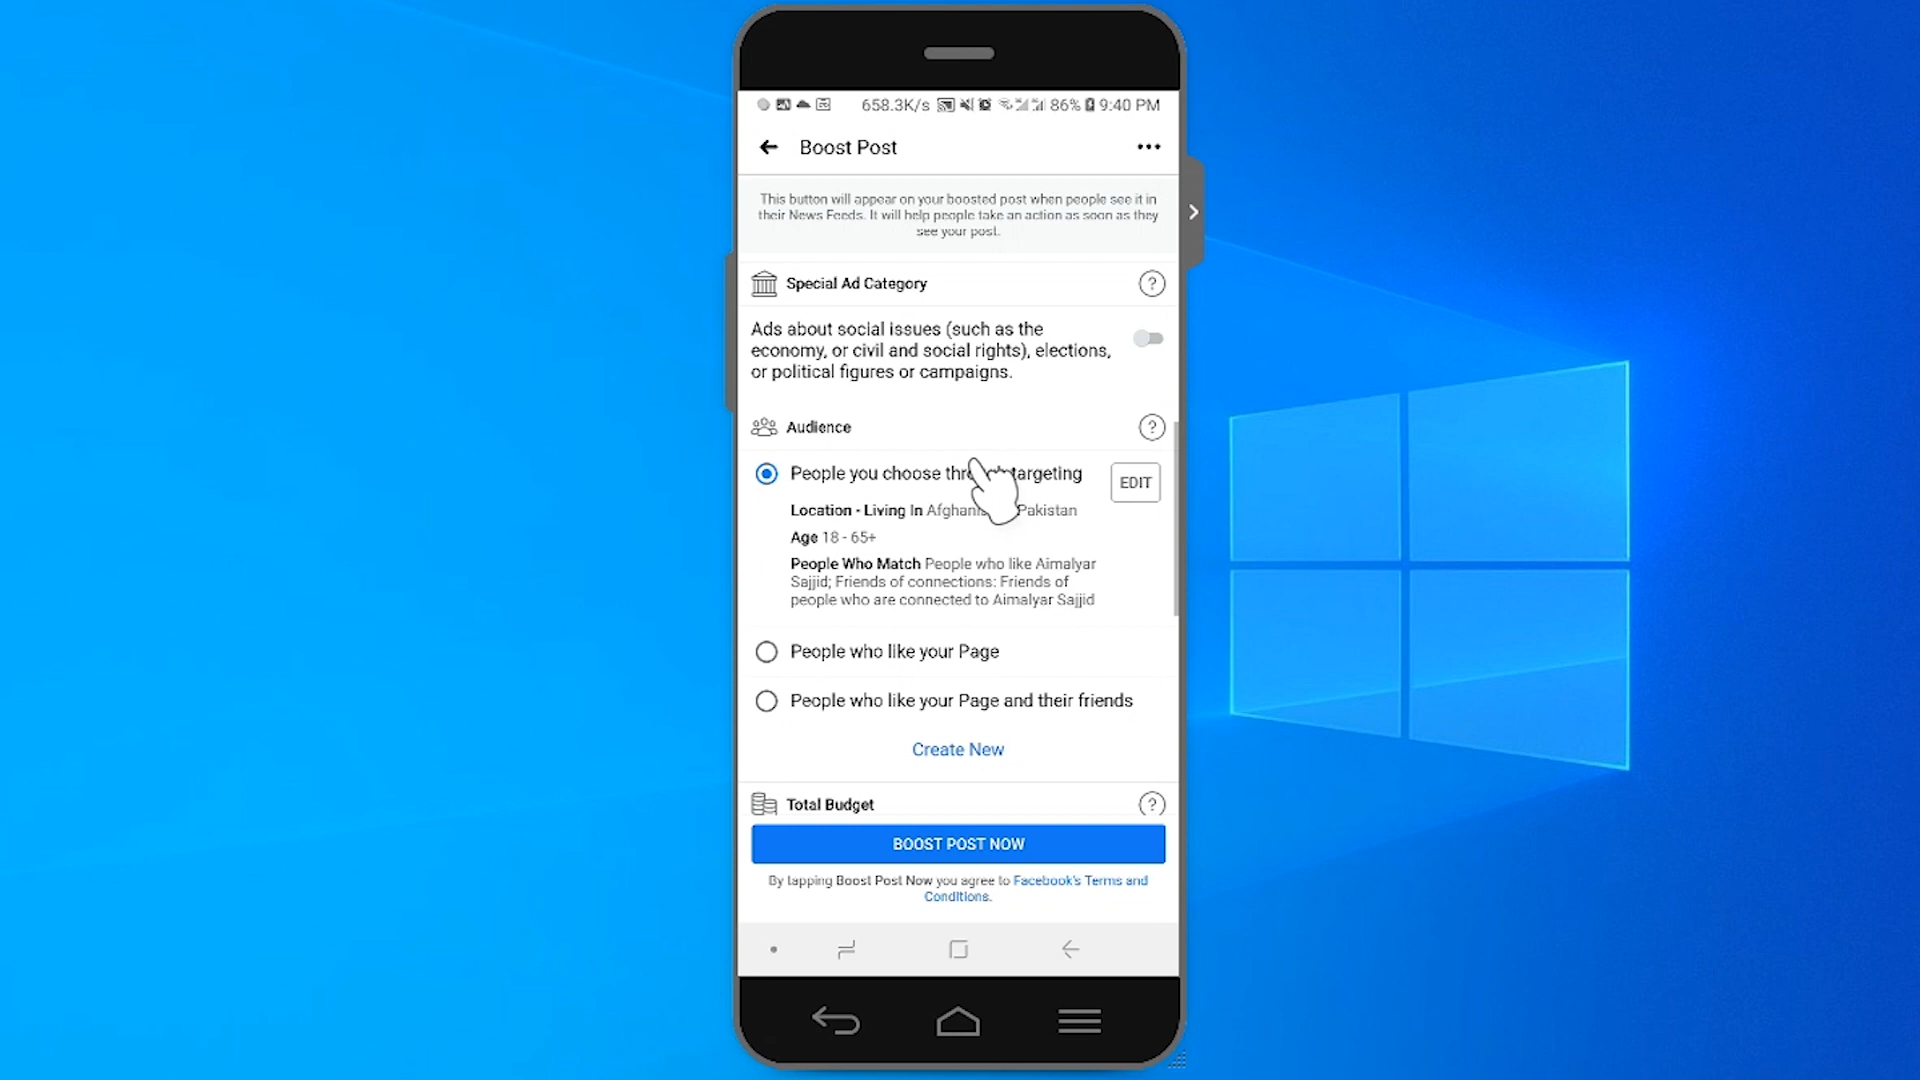 658.3K/s 86% 9:40 PM
Boost Post
This button will appear on your boosted post when people see it in
their News Feeds. It will help people take an action as soon as they
see your post.
Special Ad Category
Ads about social issues (such as the
economy, or civil and social rights), elections,
or political figures or campaigns.
Audience
People you choose targeting
EDIT
Location - Living In Pakistan
Age 18 - 65+
People Who Match People who like Aimalyar
Sajjid; Friends of connections: Friends of
people who are connected to Aimalyar Sajjid
People who like your Page
People who like your Page and their friends
Create New
Total Budget
BOOST POST NOW
By tapping Boost Post Now you agree to Facebook's Terms and
Conditions.